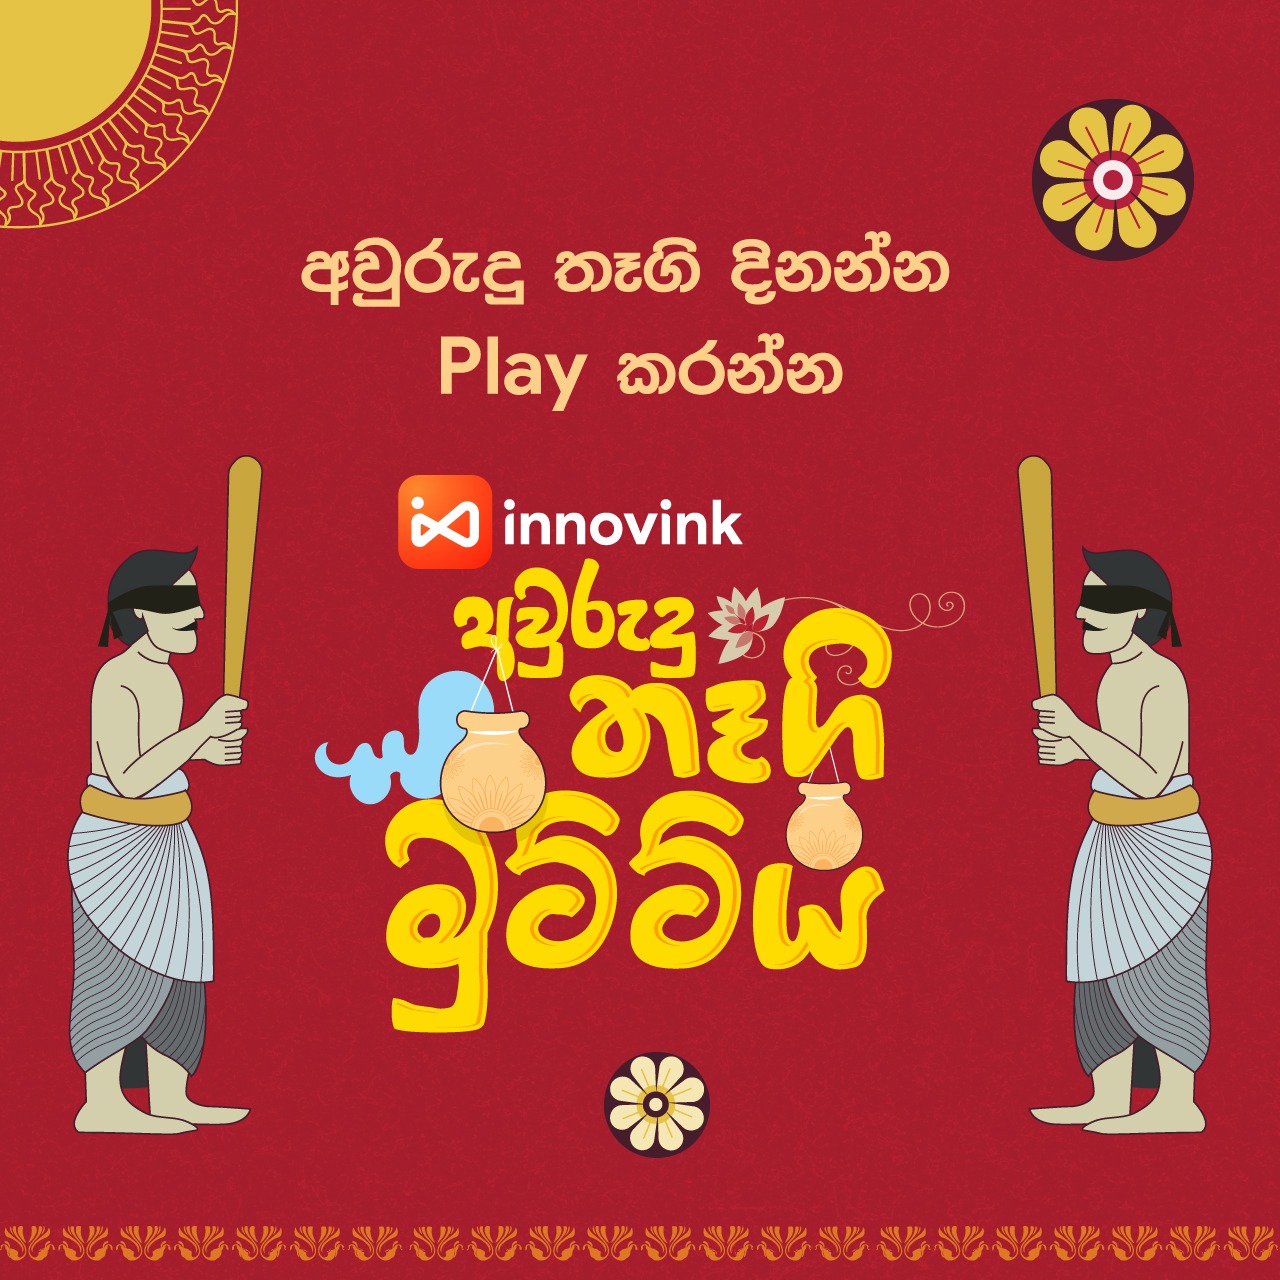 අවුරුදු තෑගි දිනන්න
Play කරන්න
innovink
අවුරුදු
තෑගි
මුට්ටිය